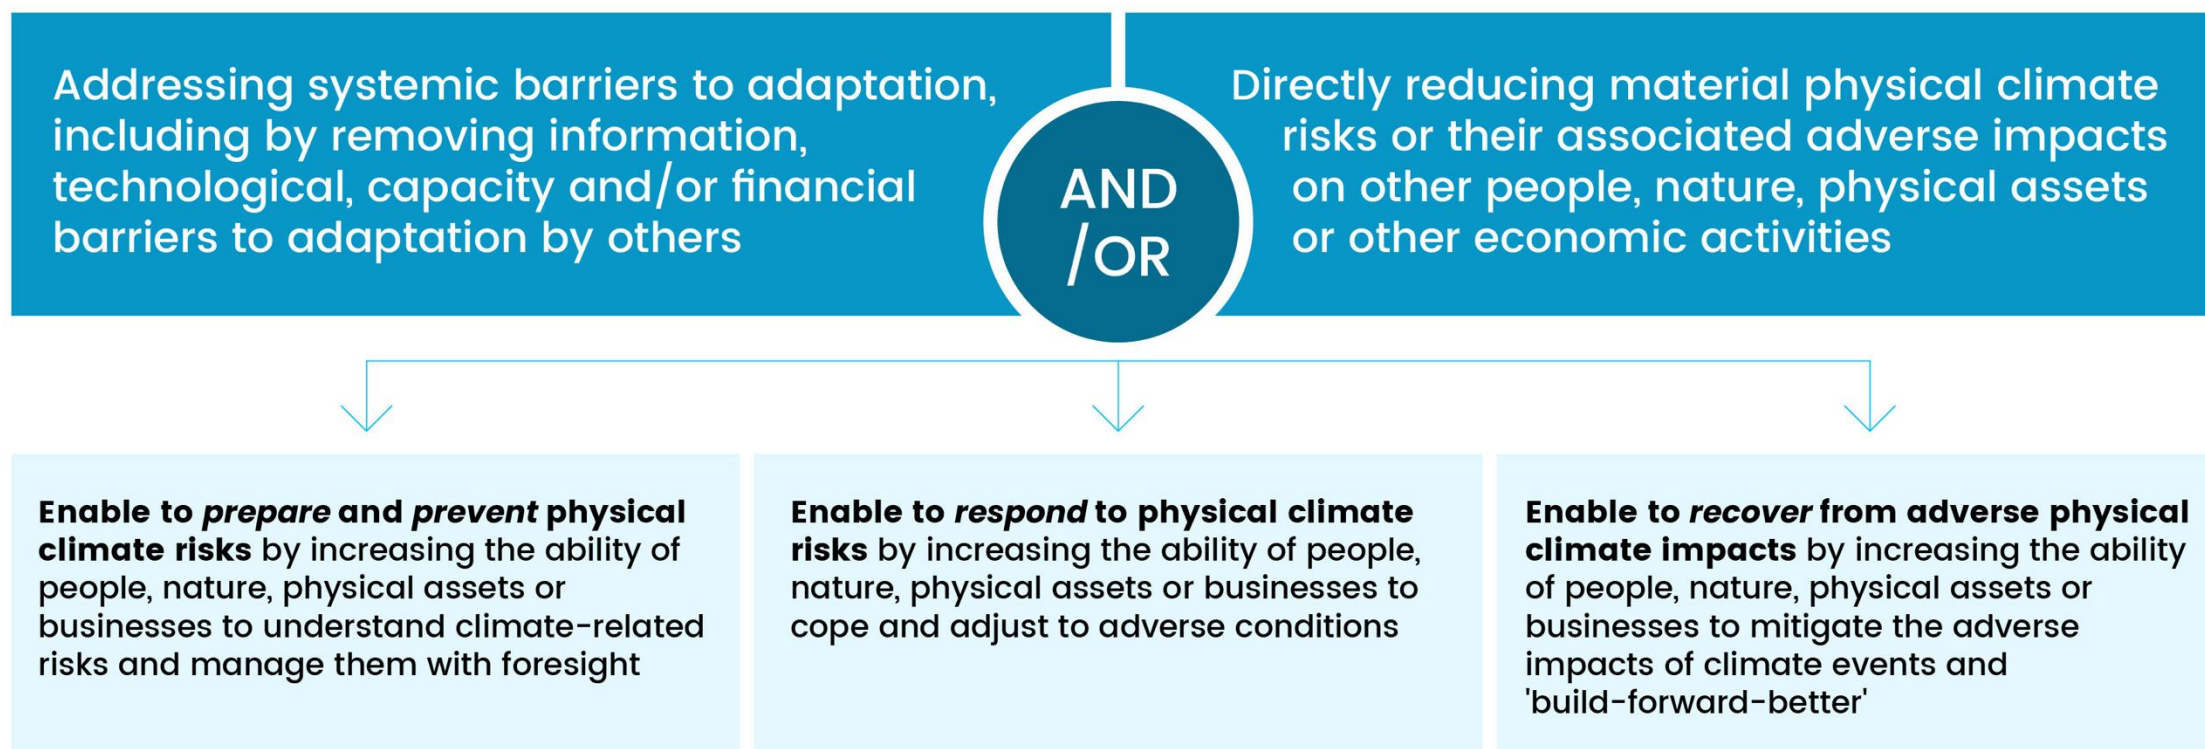 Addressing systemic barriers to adaptation,
including by removing information,
technological, capacity and/or financial
barriers to adaptation by others
AND
/OR
Directly reducing material physical climate
risks or their associated adverse impacts
on other people, nature, physical assets
or other economic activities
Enable to prepare and prevent physical
climate risks by increasing the ability of
people, nature, physical assets or
businesses to understand climate-related
risks and manage them with foresight
Enable to respond to physical climate
risks by increasing the ability of people,
nature, physical assets or businesses to
cope and adjust to adverse conditions
Enable to recover from adverse physical
climate impacts by increasing the ability
of people, nature, physical assets or
businesses to mitigate the adverse
impacts of climate events and
'build-forward-better'